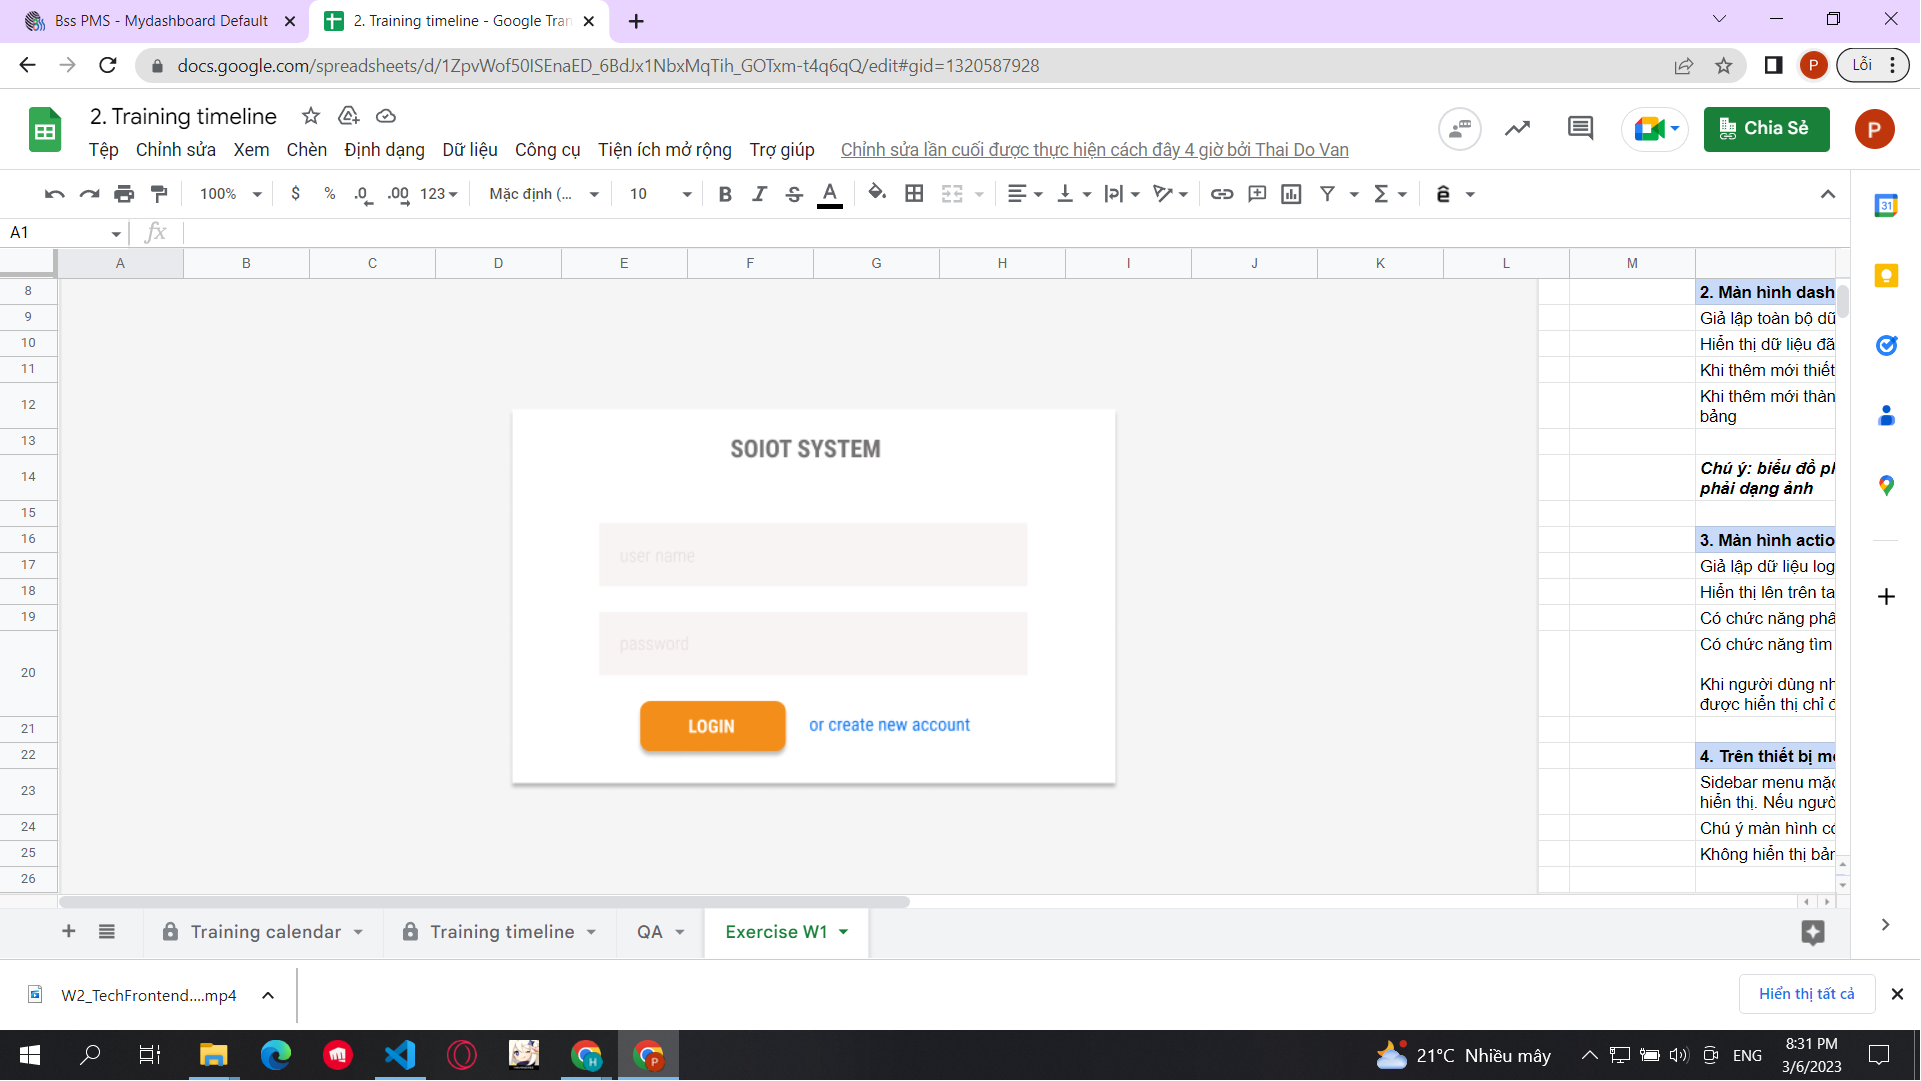 Bss PMS - Mydashboard Default
2. Training timeline - Google Tran
docs.google.com/spreadsheets/d/1ZpvWof50ISEnaED_6BdJx1NbxMqTih_GOTxm-t4q6qQ/edit#gid=1320587928
P
Lỗi
2. Training timeline
Chia Sẻ
P
Tệp Chỉnh sửa Xem Chèn Định dạng Dữ liệu Công cụ Tiện ích mở rộng Trợ giúp Chỉnh sửa lần cuối được thực hiện cách đây 4 giờ bởi Thai Do Van
100% $ % .0 .00 123 Mặc định (... 10 B I S A
31
A1 fx
A B C D E F G H I J K L M
8
9
10
11
12
13
14
15
16
17
18
19
20
21
22
23
24
25
26
SOIOT SYSTEM
user name
password
LOGIN or create new account
2. Màn hình dash
Giả lập toàn bộ dũ
Hiển thị dữ liệu đã
Khi thêm mới thiết
Khi thêm mới thàn
bảng
Chú ý: biểu đồ ph
phải dạng ảnh
3. Màn hình actio
Giả lập dữ liệu log
Hiển thị lên trên ta
Có chức năng phâ
Có chức năng tìm
Khi người dùng nh
được hiển thị chỉ
4. Trên thiết bị
Sidebar menu mặc
hiển thị. Nếu ngườ
Chú ý màn hình
Không hiển thị bản
Training calendar Training timeline QA Exercise W1
W2_TechFrontend....mp4
Hiển thị tất cả
21°C Nhiều mây
ENG
8:31 PM
3/6/2023